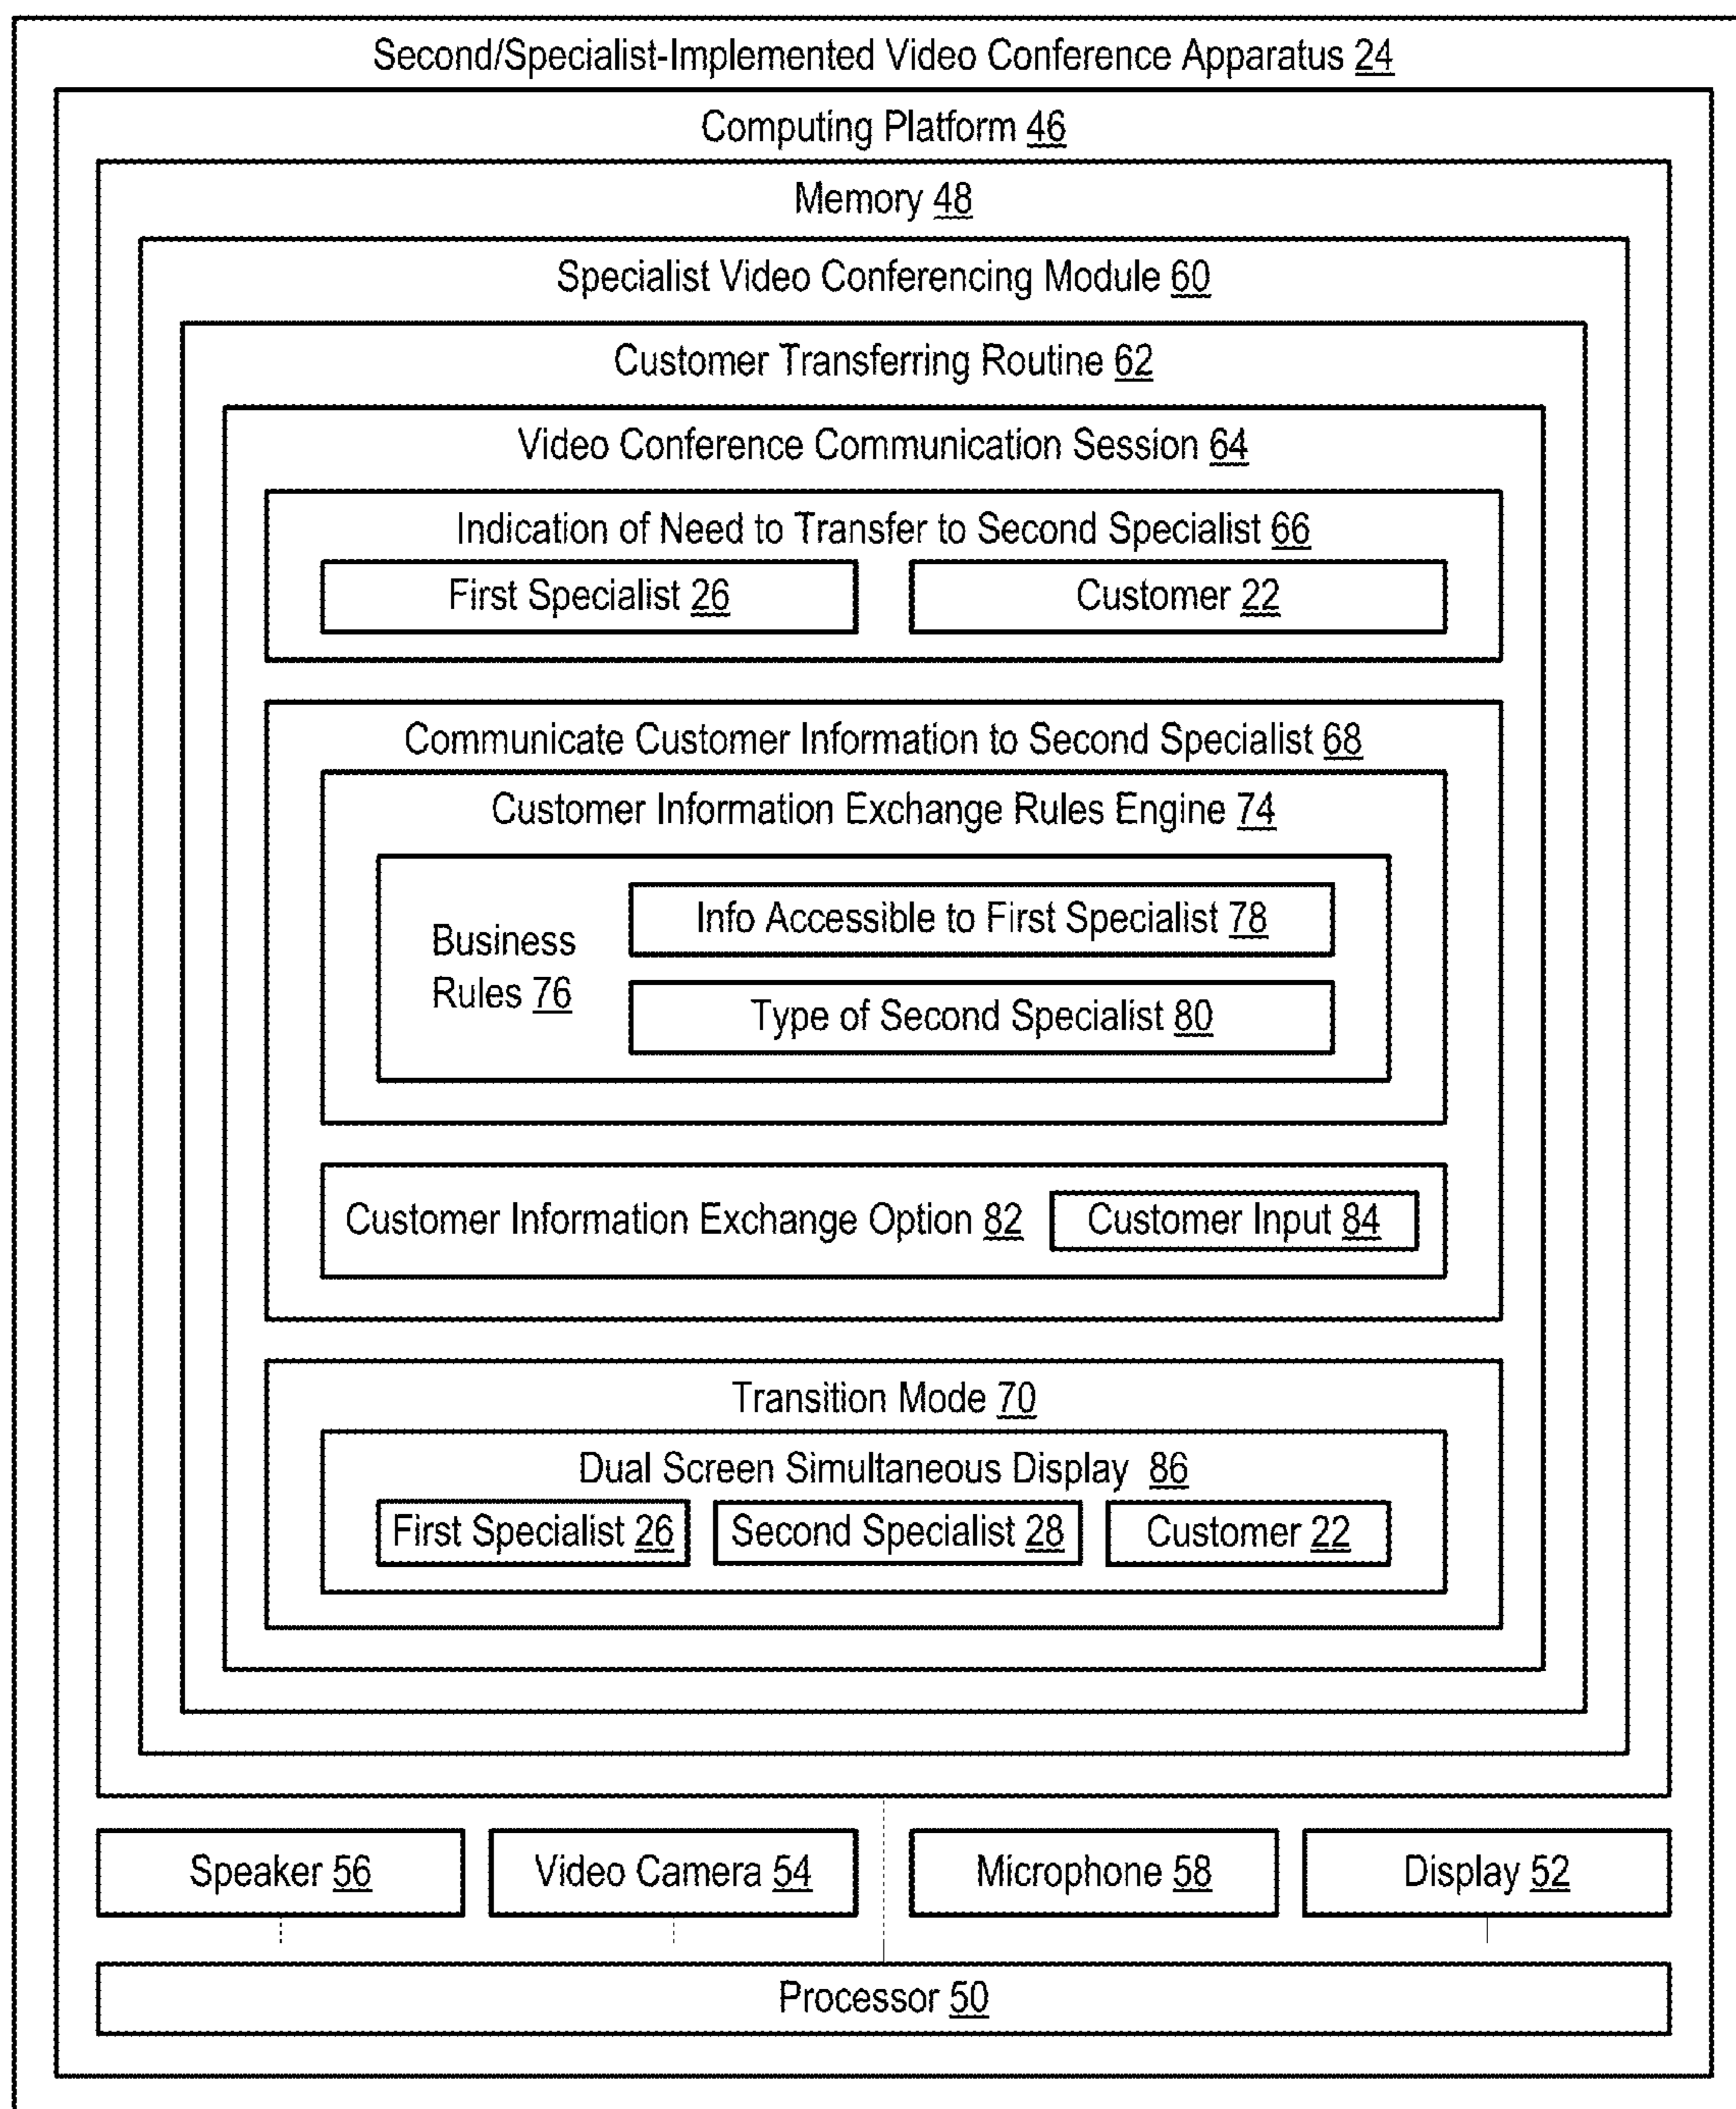 Second/Specialist-Implemented Video Conference Apparatus 24
Computing Platform 46
Memory 48
Specialist Video Conferencing Module 60
Customer Transferring Routine 62
Video Conference Communication Session 64
Indication of Need to Transfer to Second Specialist 66
First Specialist 26
Customer 22
Communicate Customer Information to Second Specialist 68
Customer Information Exchange Rules Engine 74
Business
Rules 76
Info Accessible to First Specialist 78
Type of Second Specialist 80
Customer Information Exchange Option 82
Customer Input 84
Transition Mode 70
Dual Screen Simultaneous Display 86
First Specialist 26
Second Specialist 28
Customer 22
Speaker 56
Video Camera 54
Microphone 58
Display 52
Processor 50